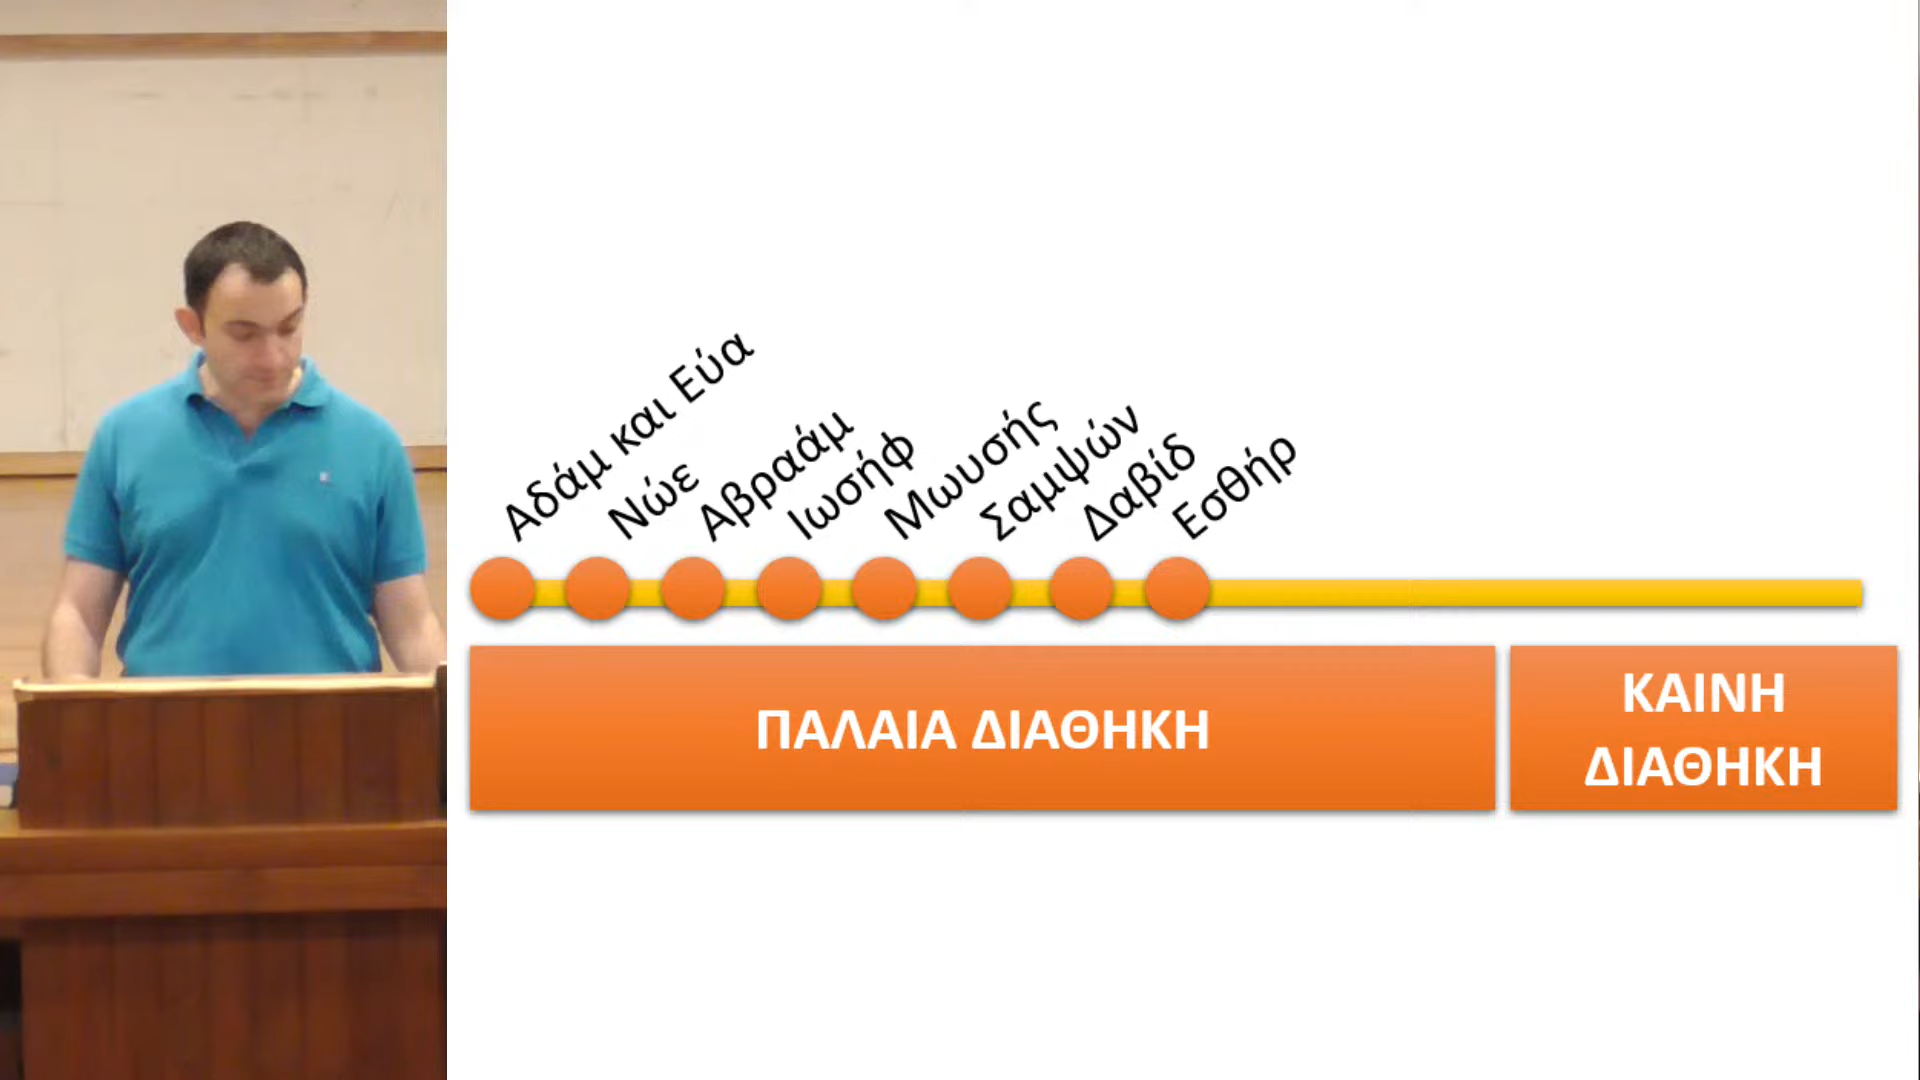 Αδάμ και Εύα
Νώε
Αβραάμ
Ιωσήφ
Μωυσής
Σαμψών
Δαβίδ
Εσθήρ
ΠΑΛΑΙΑ ΔΙΑΘΗΚΗ
ΚΑΙΝΗ
ΔΙΑΘΗΚΗ